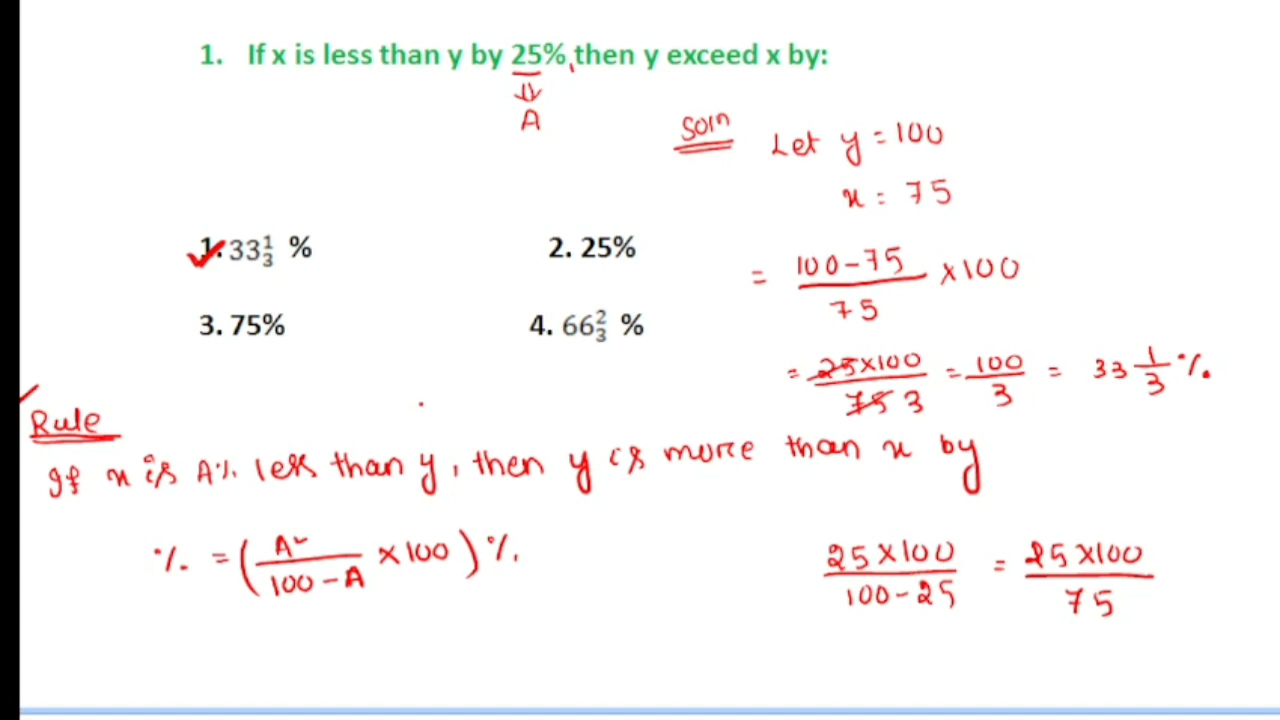 1. If x is less than y by 25%, then y exceed x by:
⇓
A
Soln Let y = 100
x = 75
1. 33 1/3 %
2. 25%
= 100-75/75 × 100
3. 75%
4. 66 2/3 %
= 25×100/75 3 = 100/3 = 33 1/3 %
Rule
If x is A% less than y, then y is more than x by
% = (A/100-A × 100) %
25×100/100-25 = 25×100/75